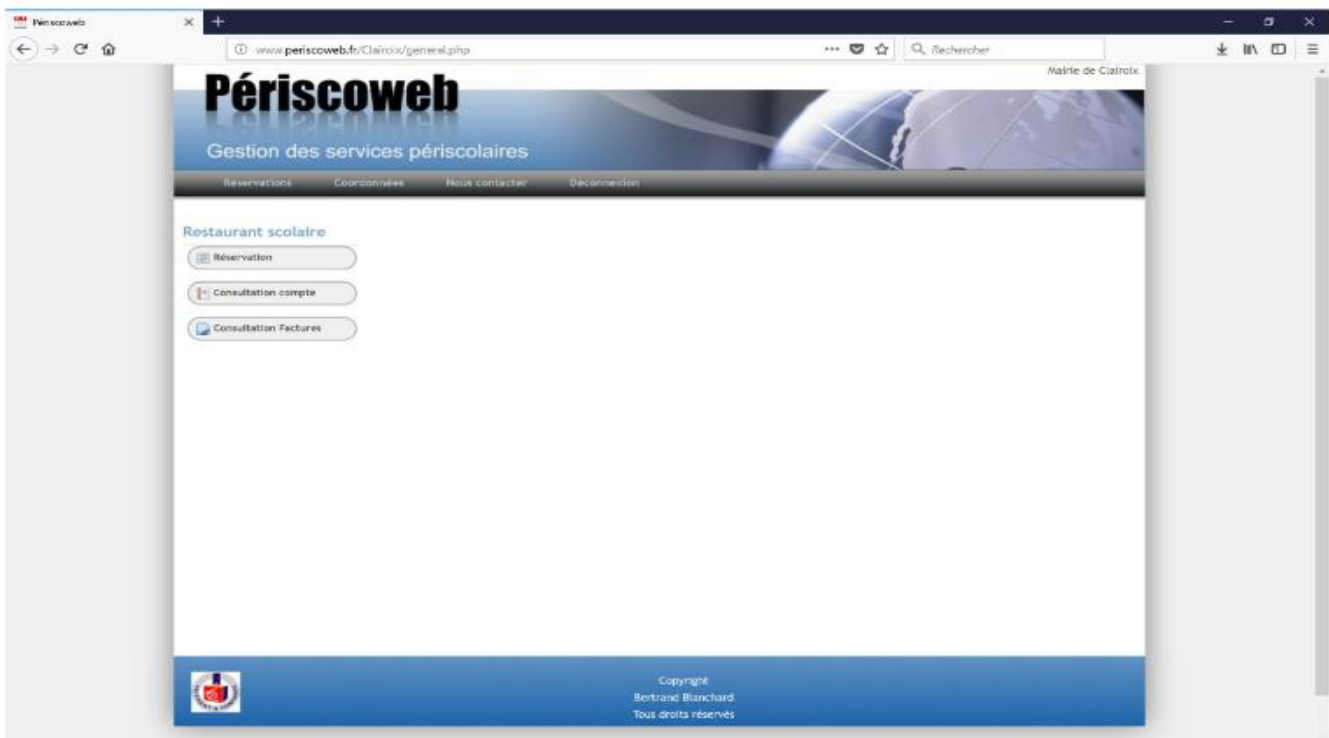 Périscoweb
www.periscoweb.fr/Clairoix/general.php
Rechercher
Mairie de Clairoix
Périscoweb
Gestion des services périscolaires
Réservations Coordonnées Nous contacter Déconnexion
Restaurant scolaire
Réservation
Consultation compte
Consultation Factures
Copyright
Bertrand Blanchard
Tous droits réservés